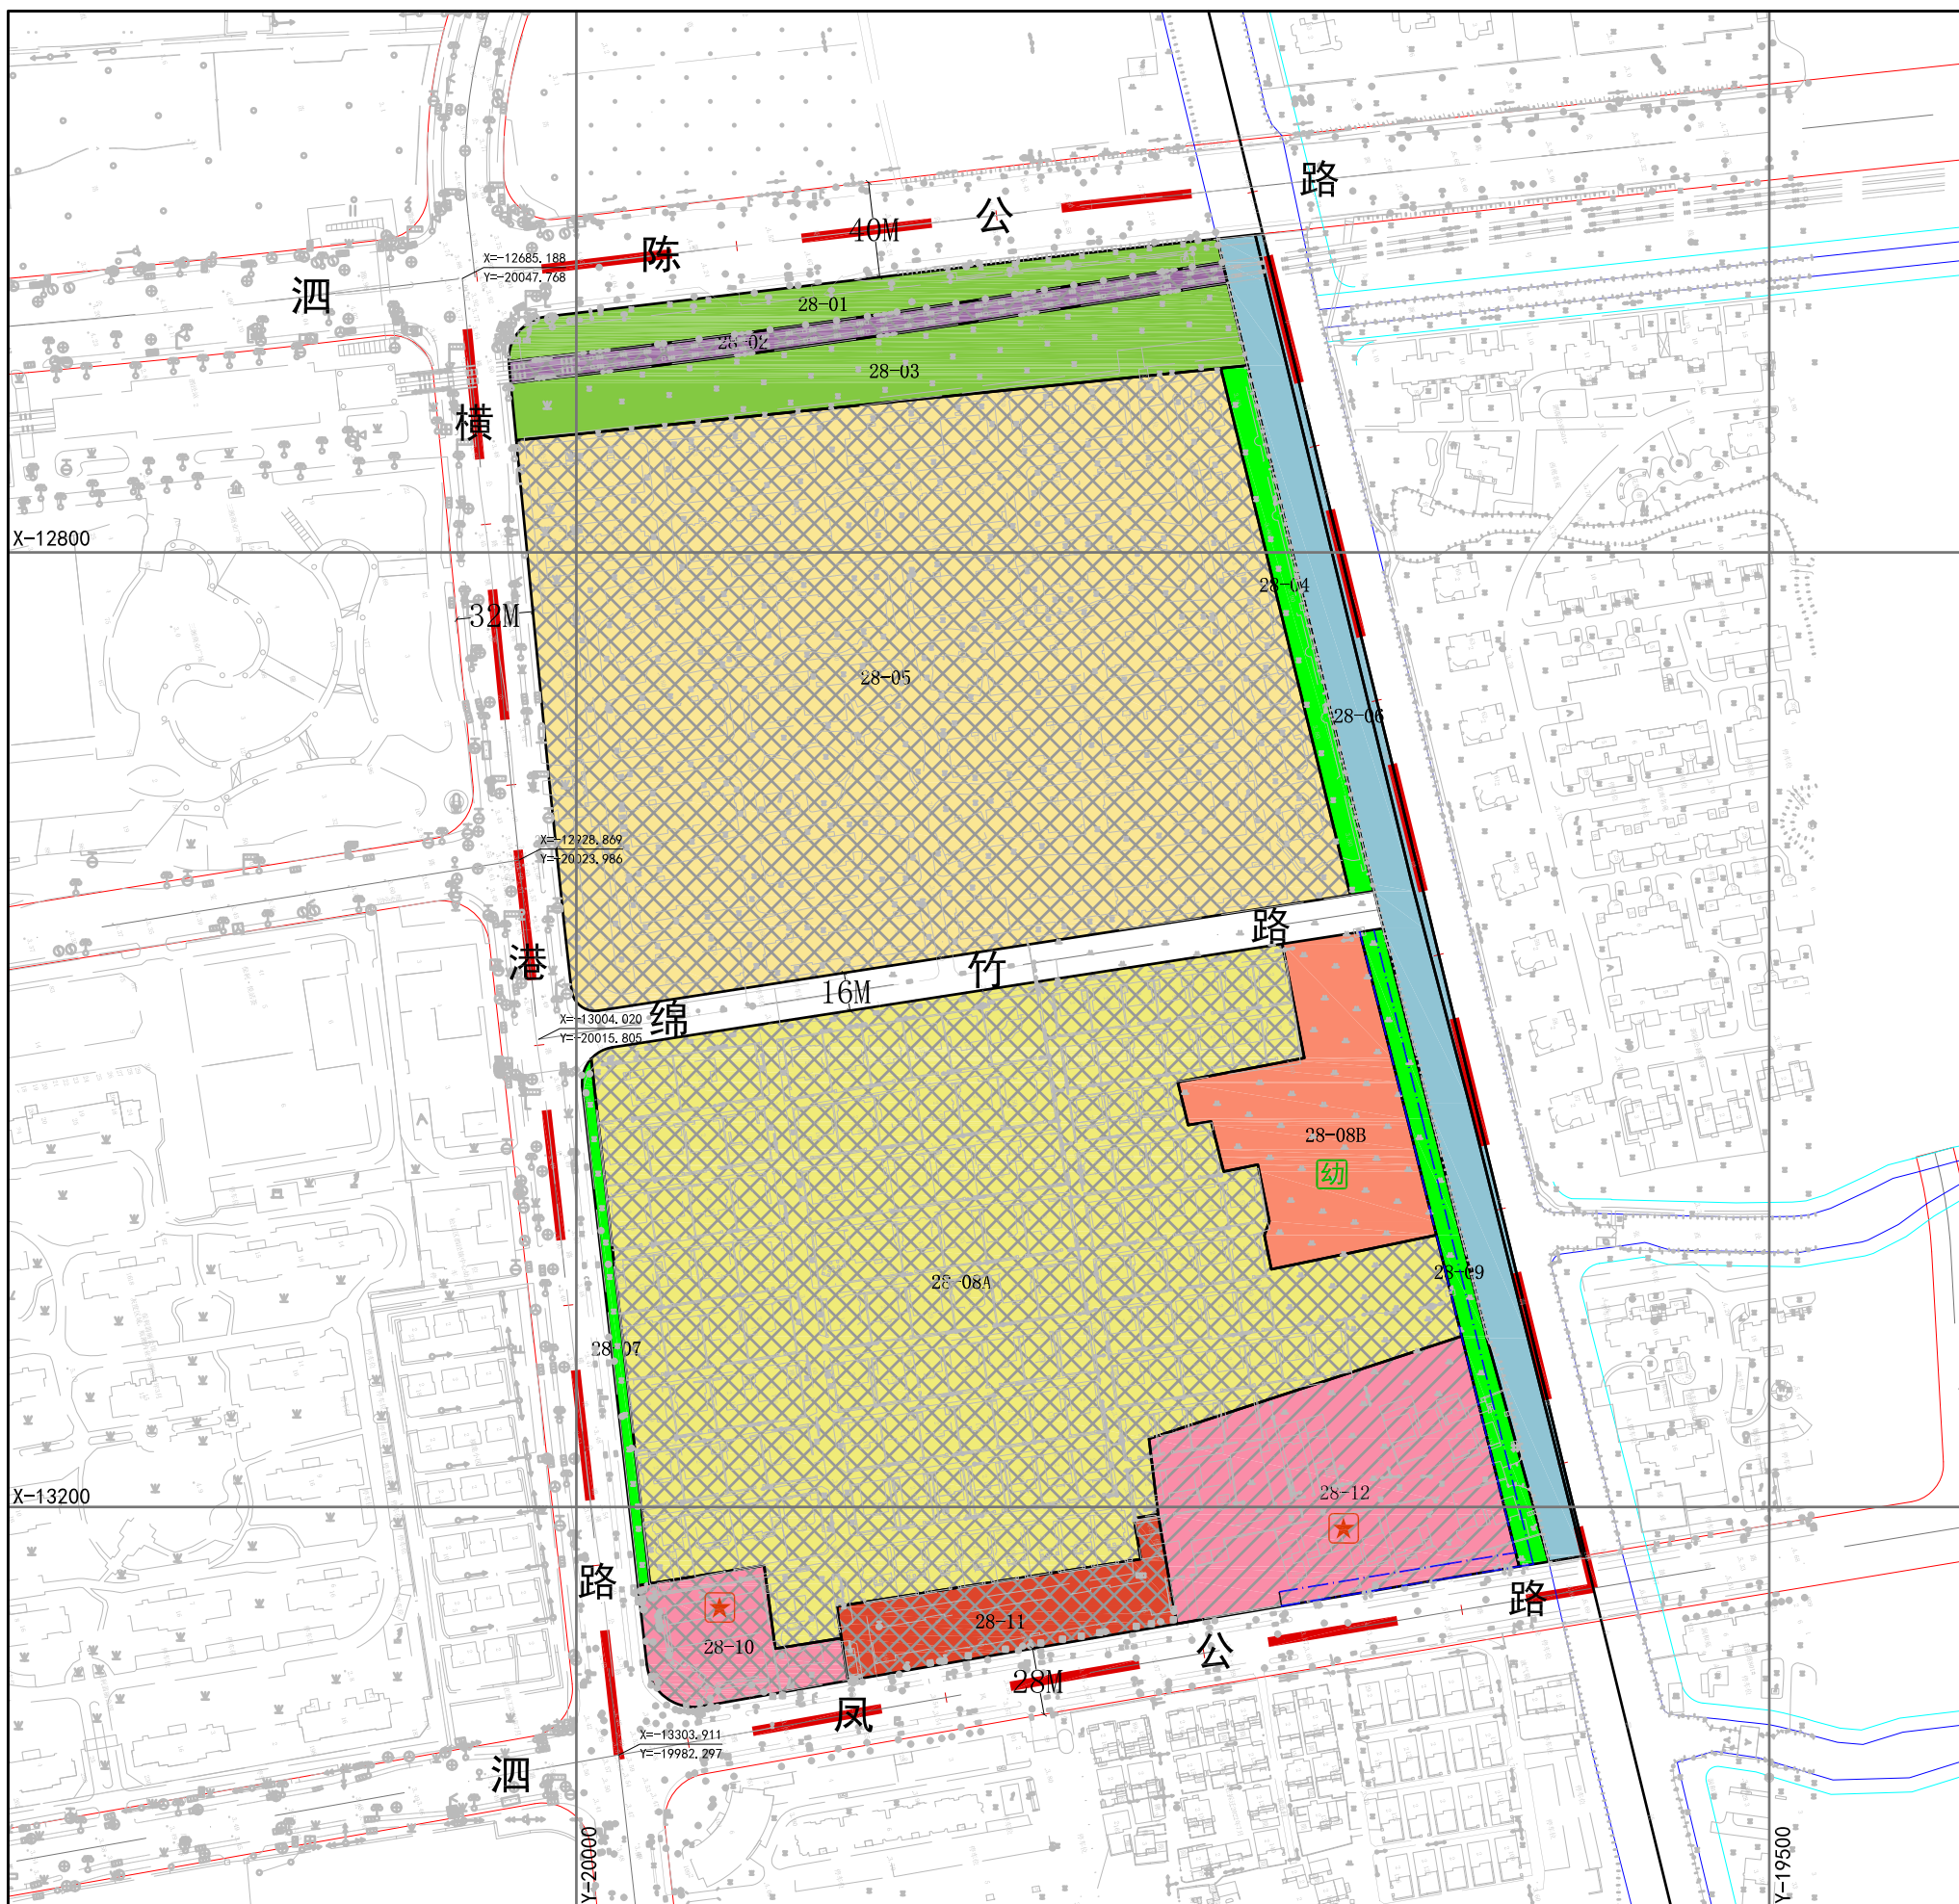 路
公
40M
陈
X=-12685.188
Y=-20047.768
泗
28-01
28-02
28-03
横
X-12800
28-04
32M
28-05
28-06
X=-12928.869
Y=-20023.986
路
港
竹
16M
绵
X=-13004.020
Y=-20015.805
28-08B
幼
28-09
28-08A
28-07
X-13200
28-12
路
路
28-11
28-10
公
28M
凤
X=-13303.911
Y=-19982.297
泗
Y-20000
Y-19500